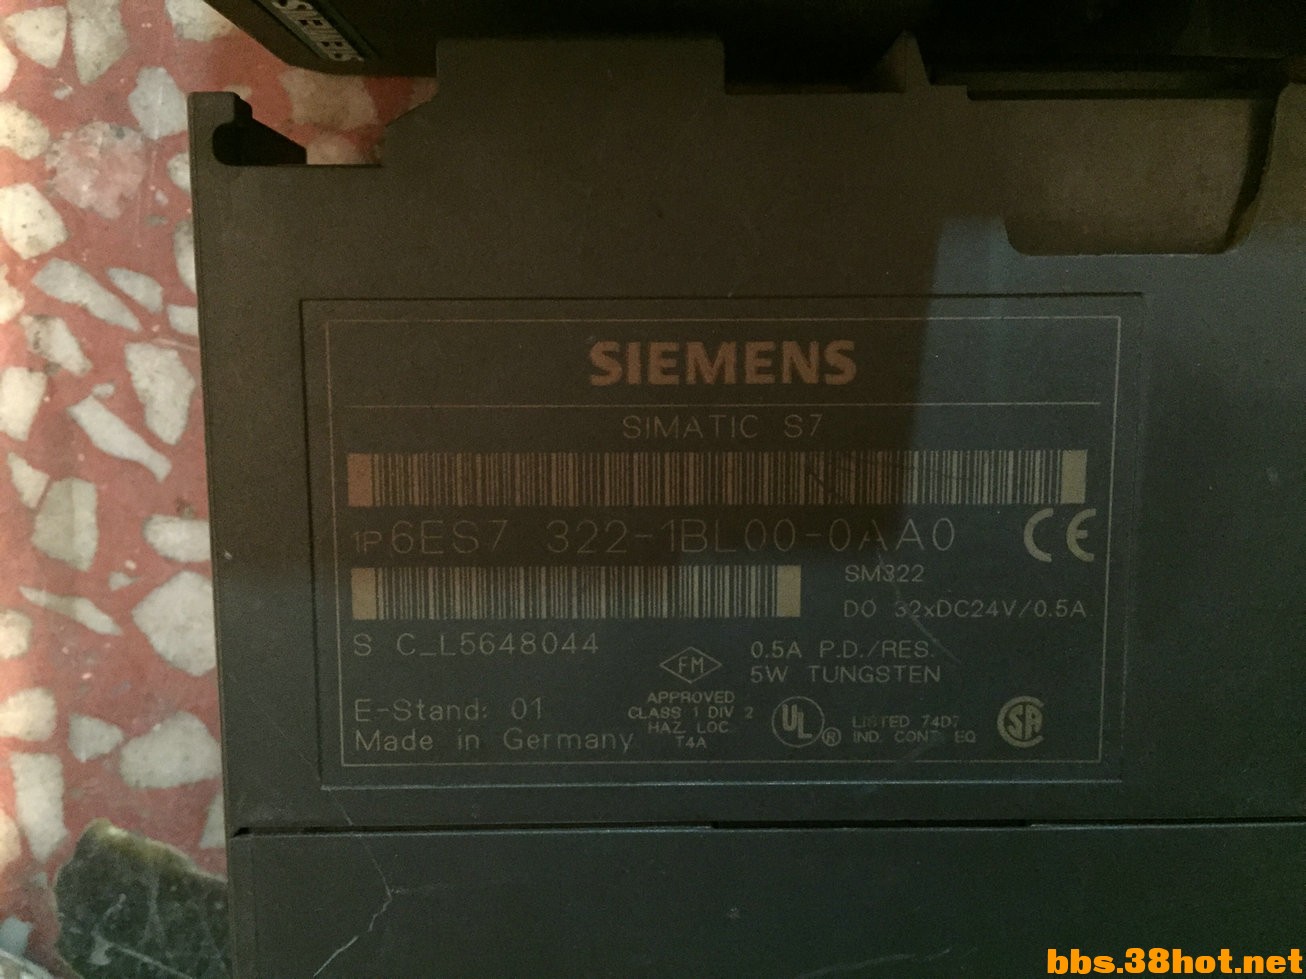 SIEMENS
SIEMENS
SIMATIC S7
1P 6ES7 322-1BL00-0AA0
CE
SM322
DO 32xDC24V/0.5A
S C_L5648044
0.5A P.D./RES.
5W TUNGSTEN
FM
APPROVED
CLASS 1 DIV 2
HAZ LOC
T4A
E-Stand: 01
Made in Germany
UL ®
LISTED 74D7
IND. CONT EQ
SA
bbs.38hot.net